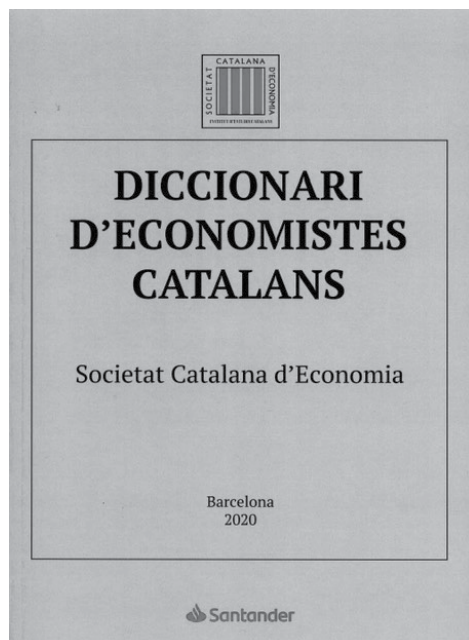 SOCIETAT
CATALANA
D'ECONOMIA
DICCIONARI
D'ECONOMISTES
CATALANS
Societat Catalana d'Economia
Barcelona
2020
Santander